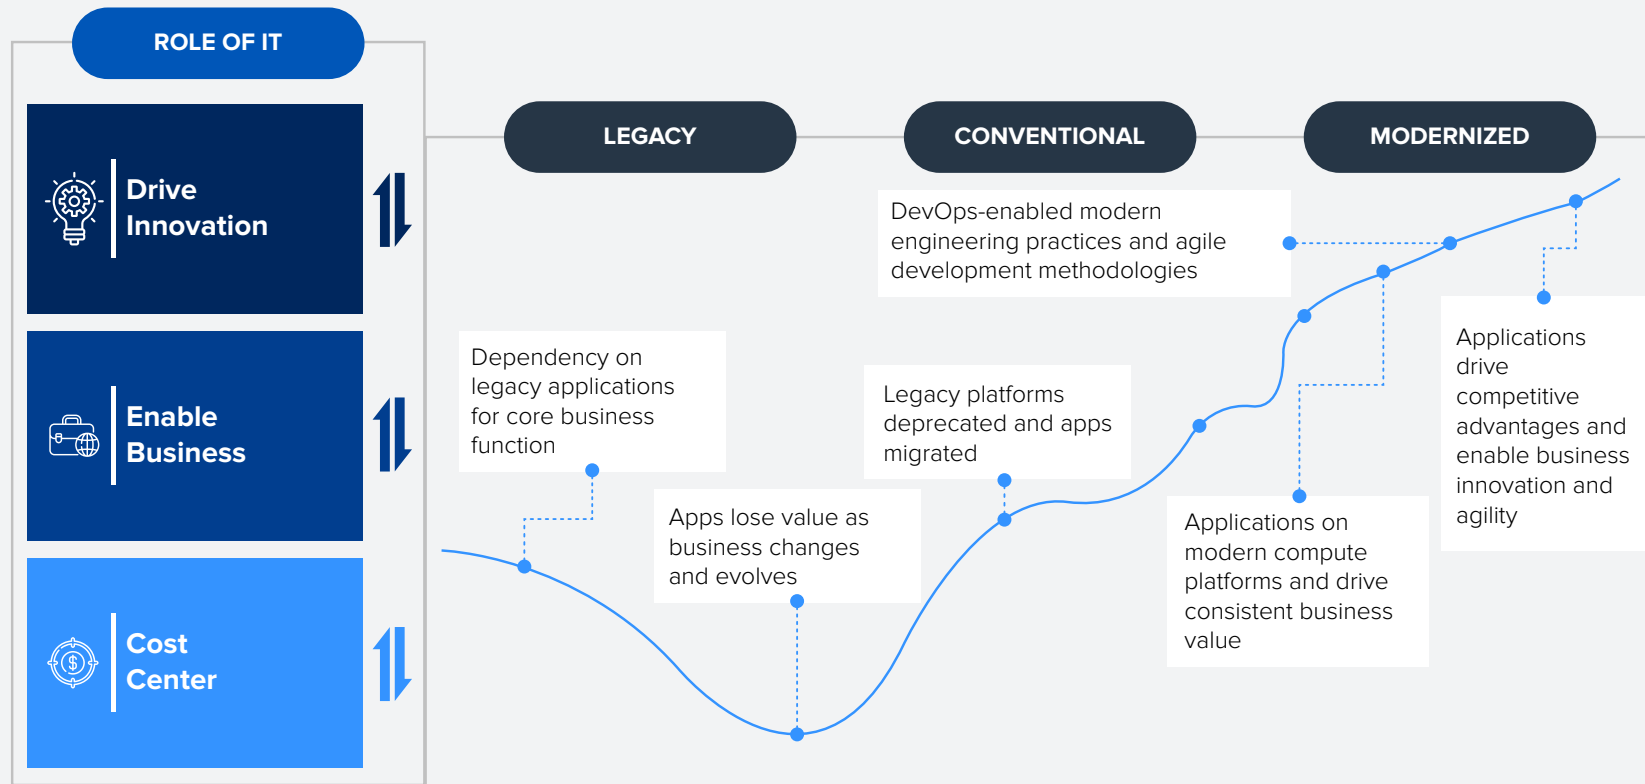 ROLE OF IT
Drive
Innovation
Enable
Business
Cost
Center
$
LEGACY
CONVENTIONAL
MODERNIZED
Dependency on
legacy applications
for core business
function
Apps lose value as
business changes
and evolves
Legacy platforms
deprecated and apps
migrated
DevOps-enabled modern
engineering practices and agile
development methodologies
Applications on
modern compute
platforms and drive
consistent business
value
Applications
drive
competitive
advantages and
enable business
innovation and
agility